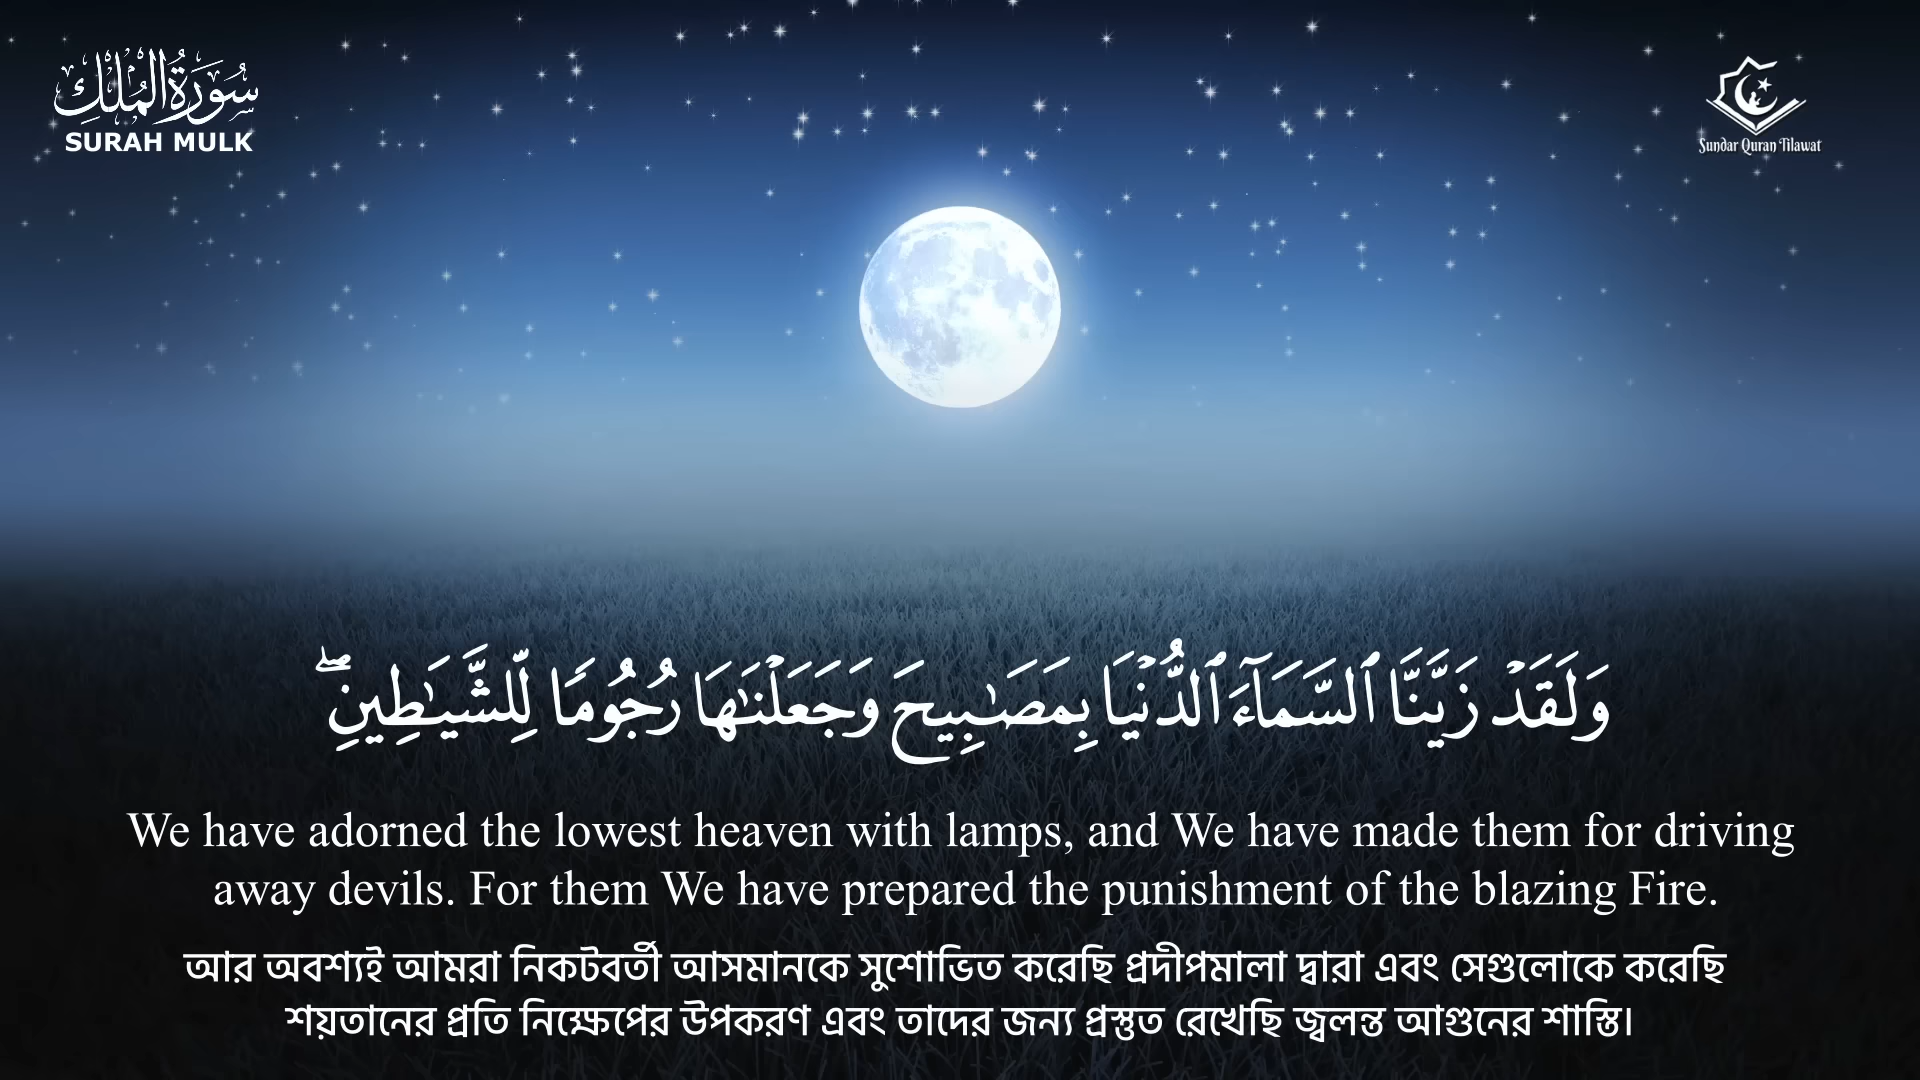 سُورَةُ الْمُلْكِ
SURAH MULK
Sundar Quran Tilawat
وَلَقَدْ زَيَّنَّا ٱلسَّمَآءَ ٱلدُّنْيَا بِمَصَـٰبِيحَ وَجَعَلْنَـٰهَا رُجُومًا لِّلشَّيَـٰطِينِ ۖ
We have adorned the lowest heaven with lamps, and We have made them for driving
away devils. For them We have prepared the punishment of the blazing Fire.
আর অবশ্যই আমরা নিকটবর্তী আসমানকে সুশোভিত করেছি প্রদীপমালা দ্বারা এবং সেগুলোকে করেছি
শয়তানের প্রতি নিক্ষেপের উপকরণ এবং তাদের জন্য প্রস্তুত রেখেছি জ্বলন্ত আগুনের শাস্তি।